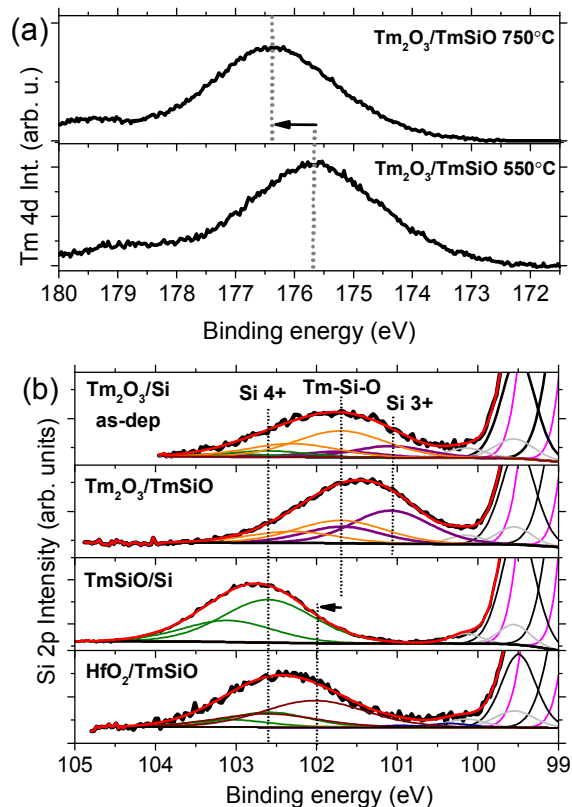 (a)
Tm₂O₃/TmSiO 750°C
Tm₂O₃/TmSiO 550°C
Tm 4d Int. (arb. u.)
180 179 178 177 176 175 174 173 172
Binding energy (eV)
(b)
Tm₂O₃/Si
as-dep
Si 4+
Tm-Si-O
Si 3+
Tm₂O₃/TmSiO
TmSiO/Si
HfO₂/TmSiO
Si 2p Intensity (arb. units)
105 104 103 102 101 100 99
Binding energy (eV)